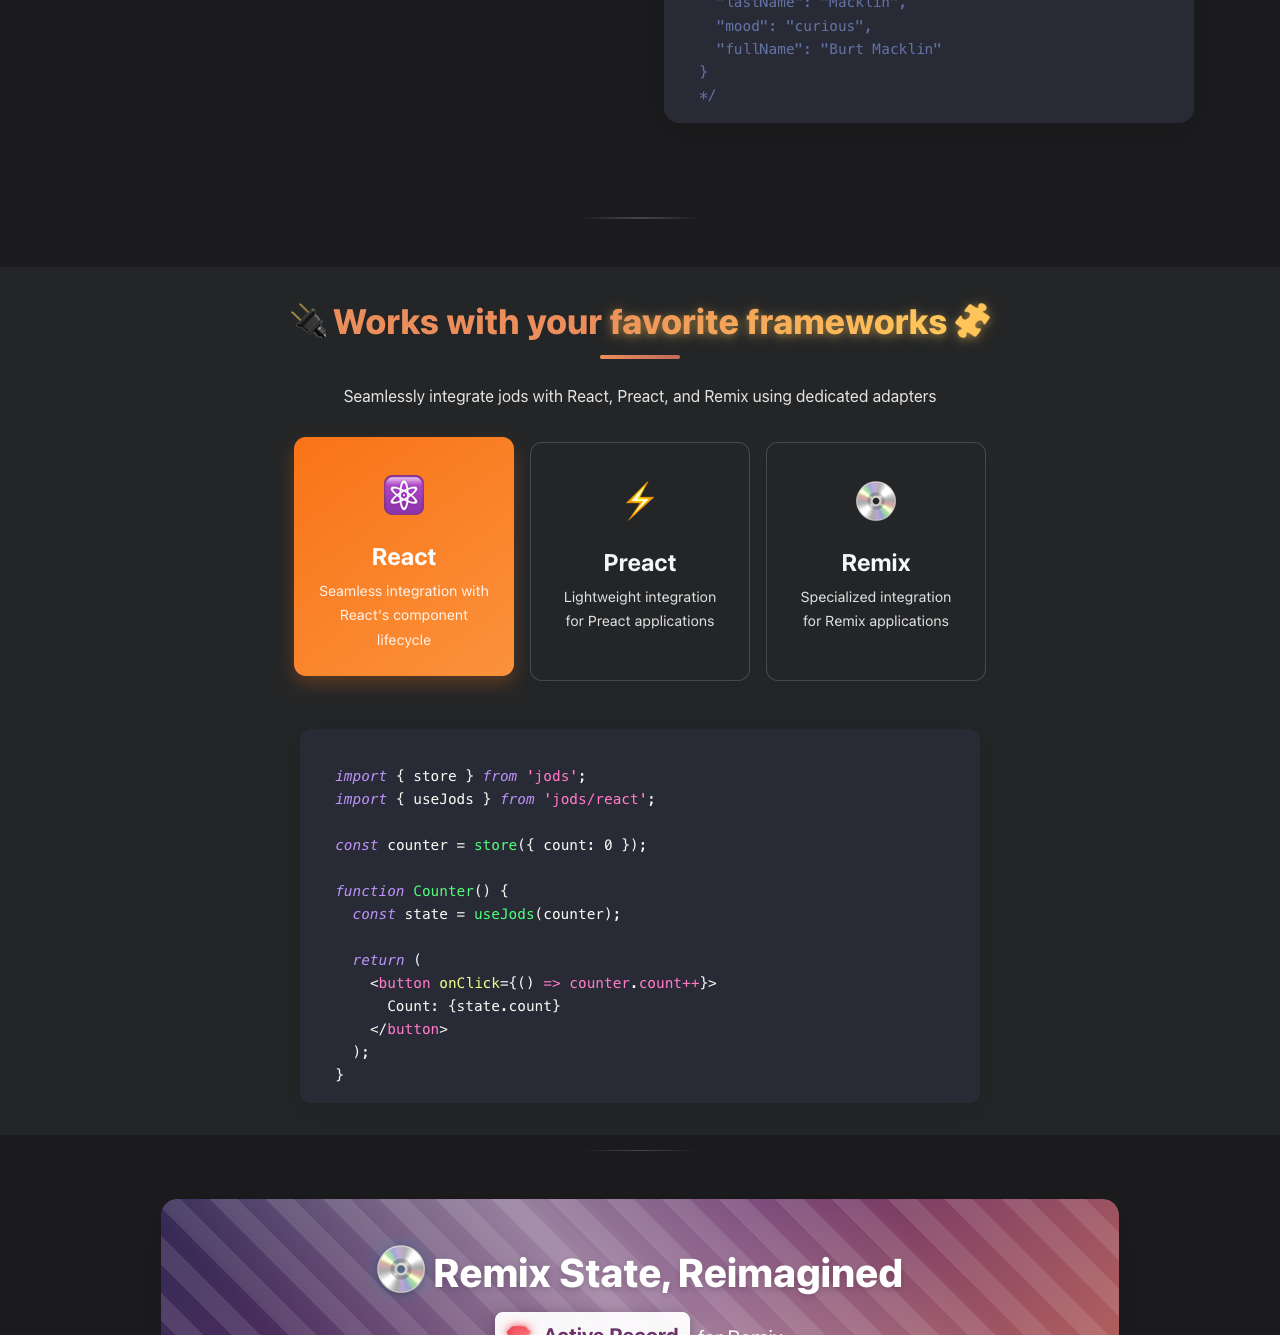 "lastName": "Macklin",
"mood": "curious",
"fullName": "Burt Macklin"
}
*/
Works with your favorite frameworks
Seamlessly integrate jods with React, Preact, and Remix using dedicated adapters
React
Seamless integration with
React's component
lifecycle
Preact
Lightweight integration
for Preact applications
Remix
Specialized integration
for Remix applications
import { store } from 'jods';
import { useJods } from 'jods/react';
const counter = store({ count: 0 });
function Counter() {
const state = useJods(counter);
return (
<button onClick={() => counter.count++}>
Count: {state.count}
</button>
);
}
Remix State, Reimagined
Active Record for Remix